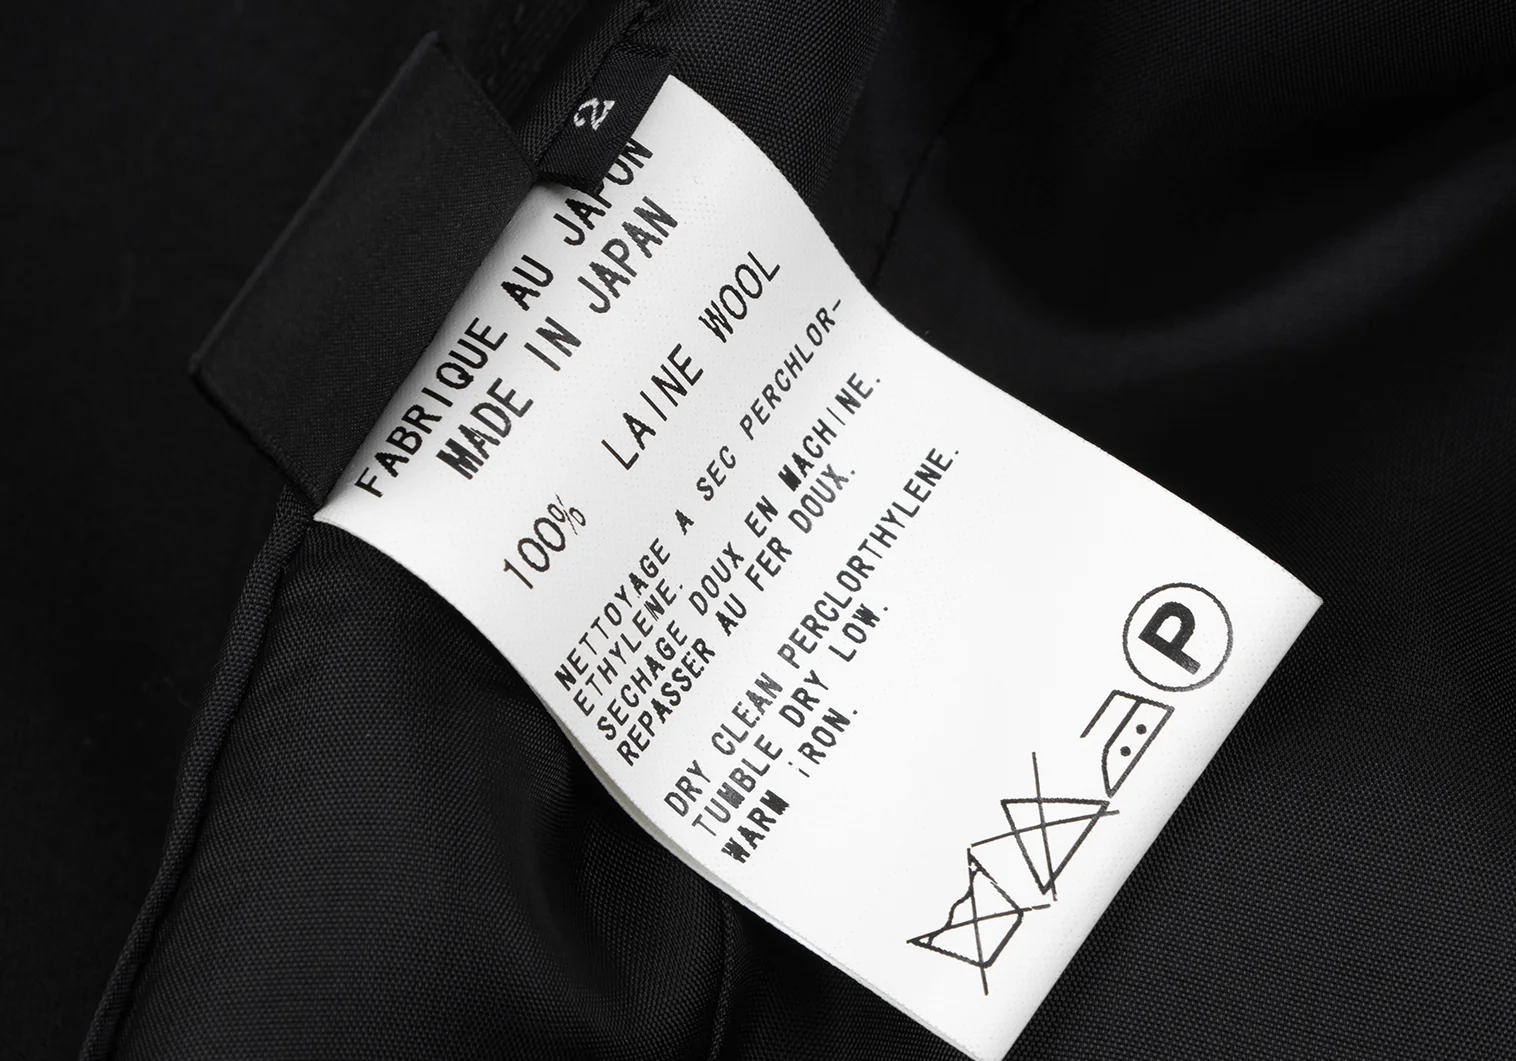 2
FABRIQUE AU JAPON
MADE IN JAPAN
100% LAINE WOOL
NETTOYAGE A SEC PERCHLOR-
ETHYLENE.
SECHAGE DOUX EN MACHINE.
REPASSER AU FER DOUX.
DRY CLEAN PERCLORTHYLENE.
TUMBLE DRY LOW.
WARM iRON.
P